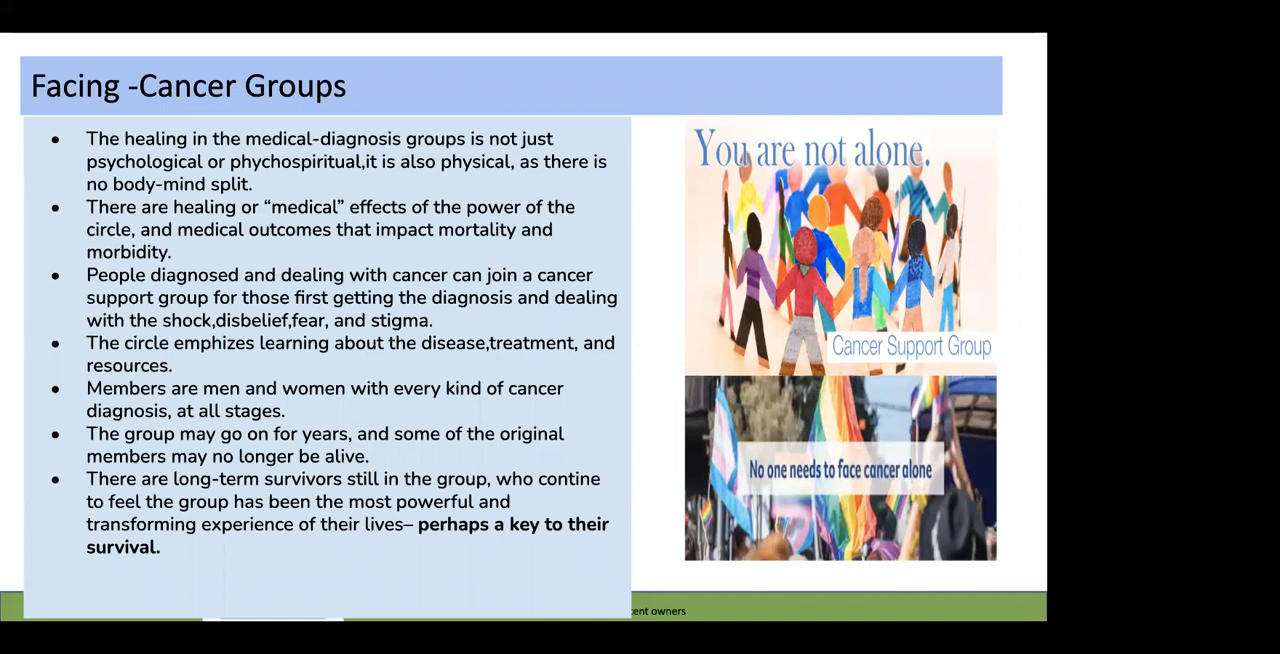 Facing -Cancer Groups
● The healing in the medical-diagnosis groups is not just
psychological or phychospiritual,it is also physical, as there is
no body-mind split.
● There are healing or “medical” effects of the power of the
circle, and medical outcomes that impact mortality and
morbidity.
● People diagnosed and dealing with cancer can join a cancer
support group for those first getting the diagnosis and dealing
with the shock,disbelief,fear, and stigma.
● The circle emphizes learning about the disease,treatment, and
resources.
● Members are men and women with every kind of cancer
diagnosis, at all stages.
● The group may go on for years, and some of the original
members may no longer be alive.
● There are long-term survivors still in the group, who contine
to feel the group has been the most powerful and
transforming experience of their lives– perhaps a key to their
survival.
You are not alone.
Cancer Support Group
No one needs to face cancer alone
owners